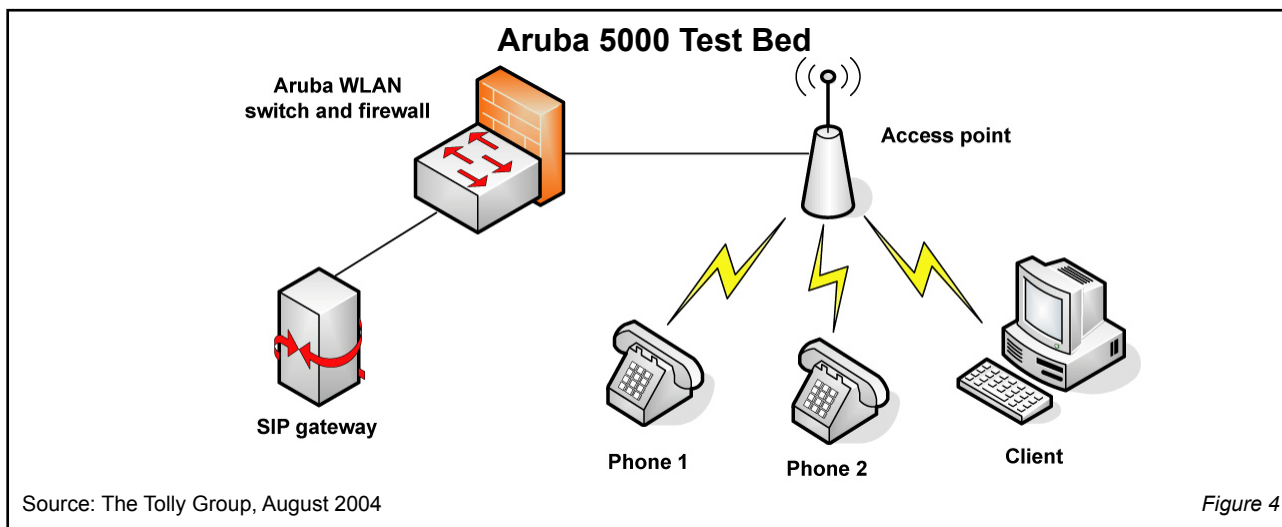 Aruba 5000 Test Bed
Aruba WLAN
switch and firewall
Access point
SIP gateway
Phone 1
Phone 2
Client
Source: The Tolly Group, August 2004
Figure 4